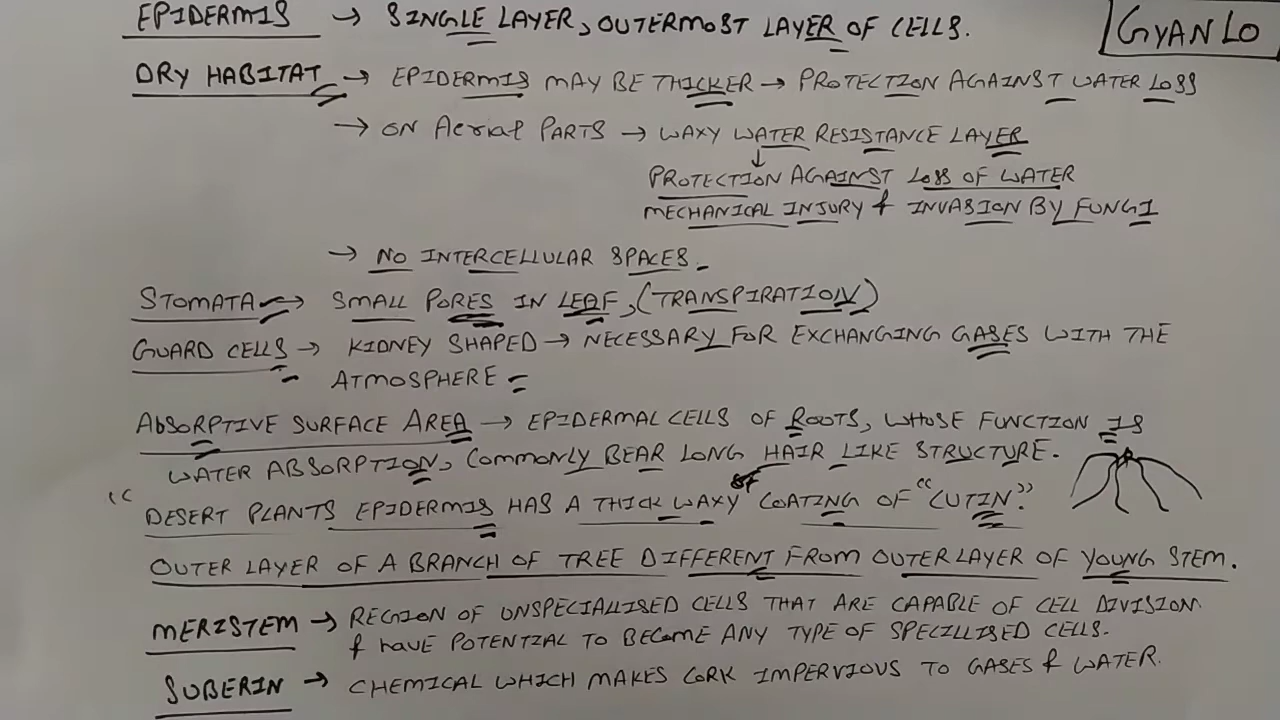 EPIDERMIS → SINGLE LAYER, OUTERMOST LAYER OF CELLS.
GYANLO
DRY HABITAT → EPIDERMIS MAY BE THICKER → PROTECTION AGAINST WATER LOSS
→ ON Aerial PARTS → WAXY WATER RESISTANCE LAYER
↓
PROTECTION AGAINST LOSS OF WATER
MECHANICAL INJURY & INVASION BY FUNGI
→ NO INTERCELLULAR SPACES.
STOMATA → SMALL PORES IN LEAF, (TRANSPIRATION)
GUARD CELLS → KIDNEY SHAPED → NECESSARY FOR EXCHANGING GASES WITH THE
ATMOSPHERE
ABSORPTIVE SURFACE AREA → EPIDERMAL CELLS OF ROOTS, WHOSE FUNCTION IS
WATER ABSORPTION, COMMONLY BEAR LONG HAIR LIKE STRUCTURE.
"DESERT PLANTS EPIDERMIS HAS A THICK WAXY COATING OF "CUTIN".
OUTER LAYER OF A BRANCH OF TREE DIFFERENT FROM OUTER LAYER OF YOUNG STEM.
MERISTEM → REGION OF UNSPECIALLISED CELLS THAT ARE CAPABLE OF CELL DIVISION
& have POTENTIAL TO BECOME ANY TYPE OF SPECILLISED CELLS.
SUBERIN → CHEMICAL WHICH MAKES CORK IMPERVIOUS TO GASES & WATER.